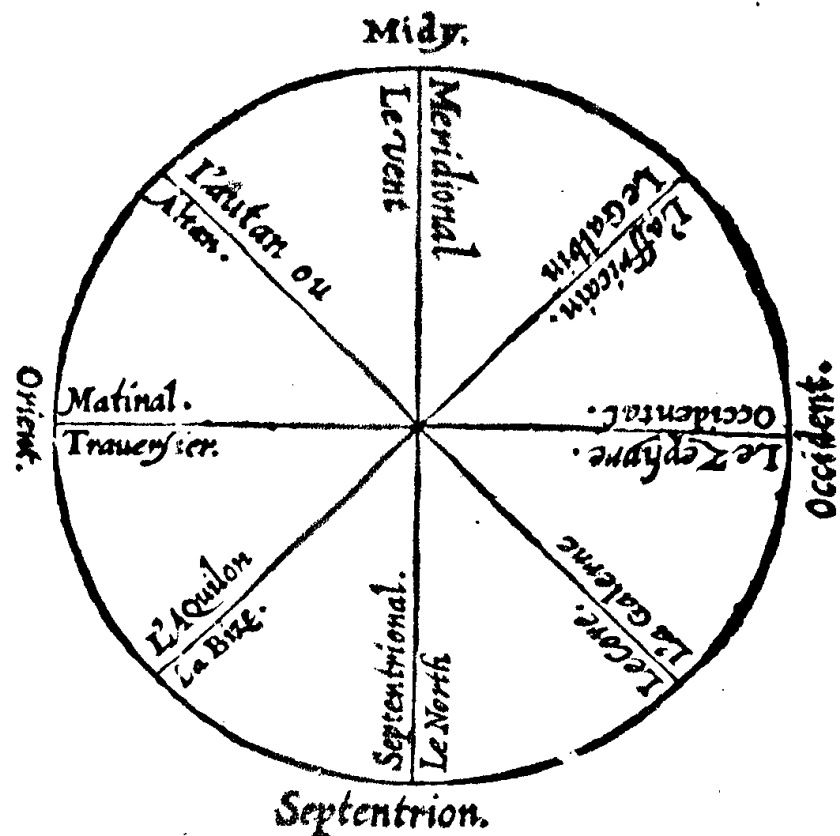 Midy.
Le Vent
Meridional
L'autan ou
Altan.
Le Galbin
L'affricain.
Orient.
Matinal.
Trauersier.
Occidental.
Le Zephyre.
Occident.
L'Aquilon
La Bize.
Septentrional.
Le North
La Galerne
Le Core.
Septentrion.